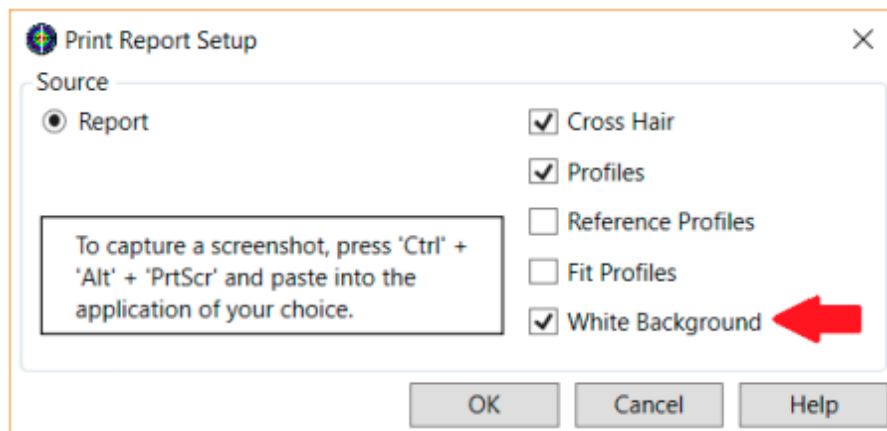 Print Report Setup
Source
Report
Cross Hair
Profiles
Reference Profiles
To capture a screenshot, press 'Ctrl' +
'Alt' + 'PrtScr' and paste into the
application of your choice.
Fit Profiles
White Background
OK
Cancel
Help